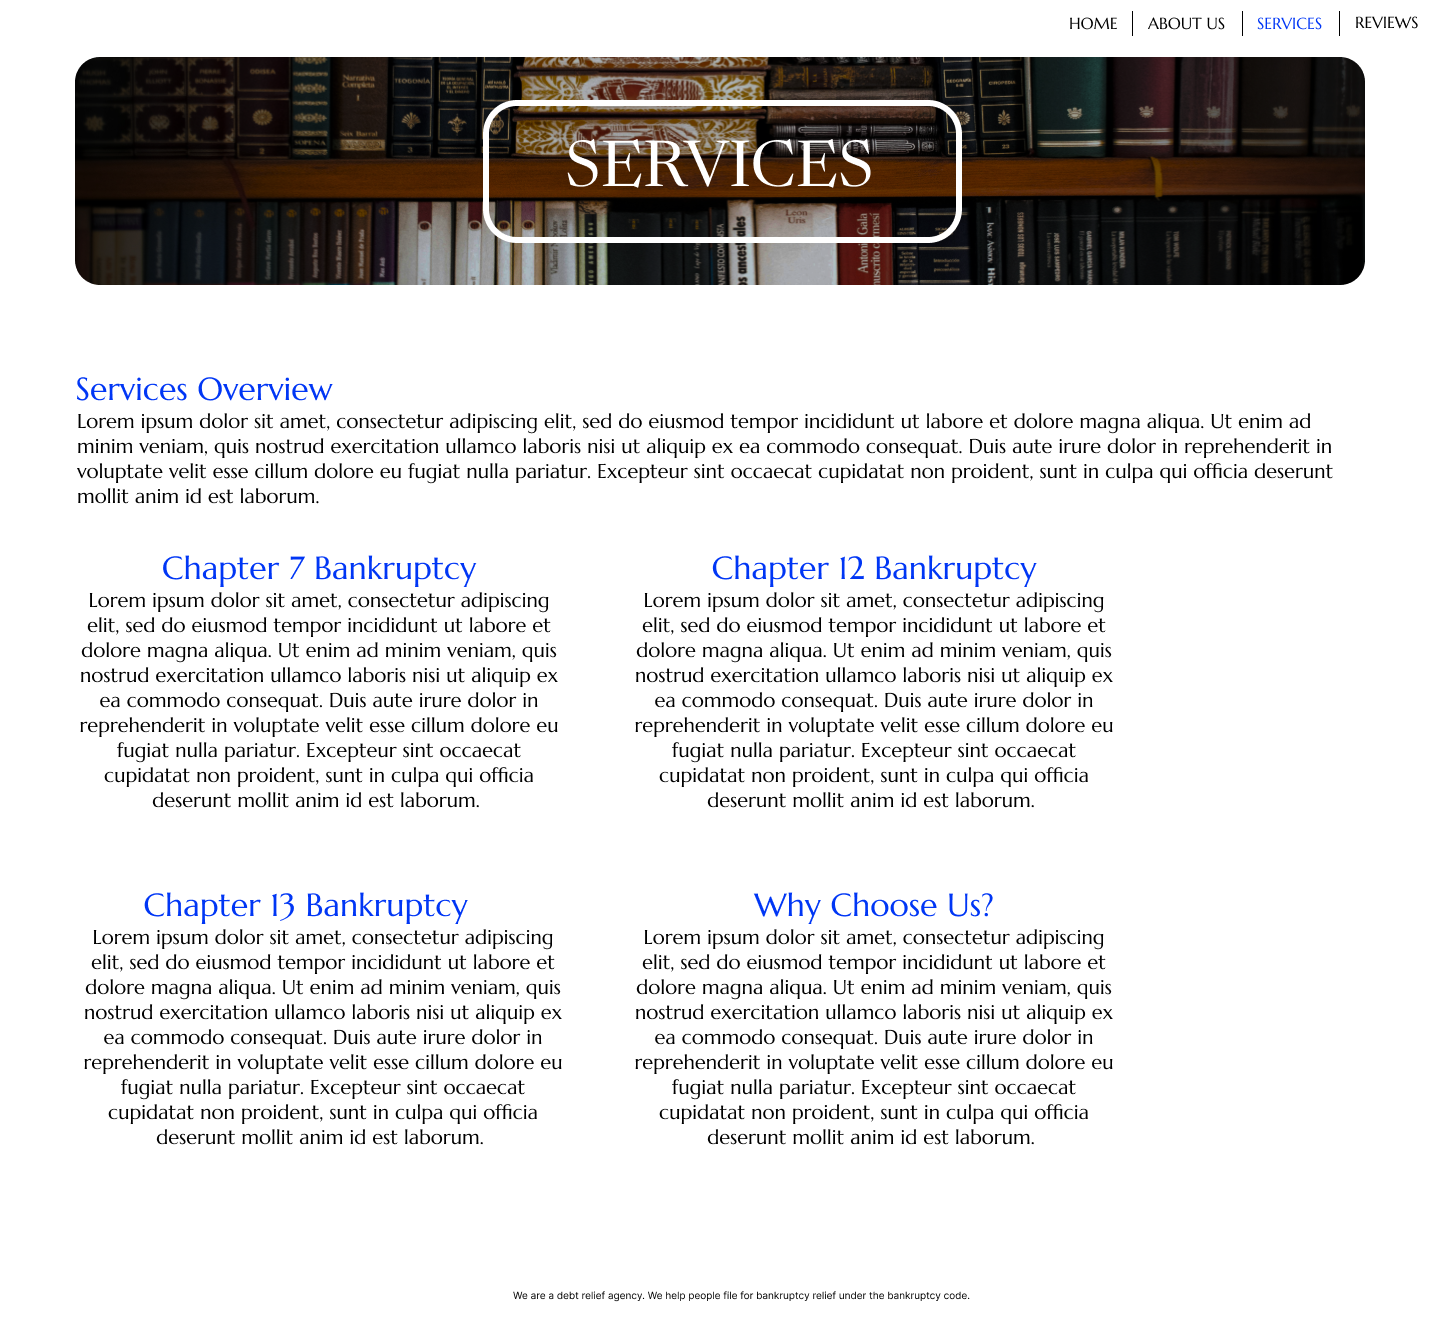 HOME
ABOUT US
SERVICES
REVIEWS
ODISEA
Narrativa
Completa
I
Seix Barral
TEOGONÍA
SOPENA
2
3
23
SERVICES
Leon
Uris
Antonio Gala
Services Overview
Lorem ipsum dolor sit amet, consectetur adipiscing elit, sed do eiusmod tempor incididunt ut labore et dolore magna aliqua. Ut enim ad
minim veniam, quis nostrud exercitation ullamco laboris nisi ut aliquip ex ea commodo consequat. Duis aute irure dolor in reprehenderit in
voluptate velit esse cillum dolore eu fugiat nulla pariatur. Excepteur sint occaecat cupidatat non proident, sunt in culpa qui officia deserunt
mollit anim id est laborum.
Chapter 7 Bankruptcy
Lorem ipsum dolor sit amet, consectetur adipiscing
elit, sed do eiusmod tempor incididunt ut labore et
dolore magna aliqua. Ut enim ad minim veniam, quis
nostrud exercitation ullamco laboris nisi ut aliquip ex
ea commodo consequat. Duis aute irure dolor in
reprehenderit in voluptate velit esse cillum dolore eu
fugiat nulla pariatur. Excepteur sint occaecat
cupidatat non proident, sunt in culpa qui officia
deserunt mollit anim id est laborum.
Chapter 12 Bankruptcy
Lorem ipsum dolor sit amet, consectetur adipiscing
elit, sed do eiusmod tempor incididunt ut labore et
dolore magna aliqua. Ut enim ad minim veniam, quis
nostrud exercitation ullamco laboris nisi ut aliquip ex
ea commodo consequat. Duis aute irure dolor in
reprehenderit in voluptate velit esse cillum dolore eu
fugiat nulla pariatur. Excepteur sint occaecat
cupidatat non proident, sunt in culpa qui officia
deserunt mollit anim id est laborum.
Chapter 13 Bankruptcy
Lorem ipsum dolor sit amet, consectetur adipiscing
elit, sed do eiusmod tempor incididunt ut labore et
dolore magna aliqua. Ut enim ad minim veniam, quis
nostrud exercitation ullamco laboris nisi ut aliquip ex
ea commodo consequat. Duis aute irure dolor in
reprehenderit in voluptate velit esse cillum dolore eu
fugiat nulla pariatur. Excepteur sint occaecat
cupidatat non proident, sunt in culpa qui officia
deserunt mollit anim id est laborum.
Why Choose Us?
Lorem ipsum dolor sit amet, consectetur adipiscing
elit, sed do eiusmod tempor incididunt ut labore et
dolore magna aliqua. Ut enim ad minim veniam, quis
nostrud exercitation ullamco laboris nisi ut aliquip ex
ea commodo consequat. Duis aute irure dolor in
reprehenderit in voluptate velit esse cillum dolore eu
fugiat nulla pariatur. Excepteur sint occaecat
cupidatat non proident, sunt in culpa qui officia
deserunt mollit anim id est laborum.
We are a debt relief agency. We help people file for bankruptcy relief under the bankruptcy code.